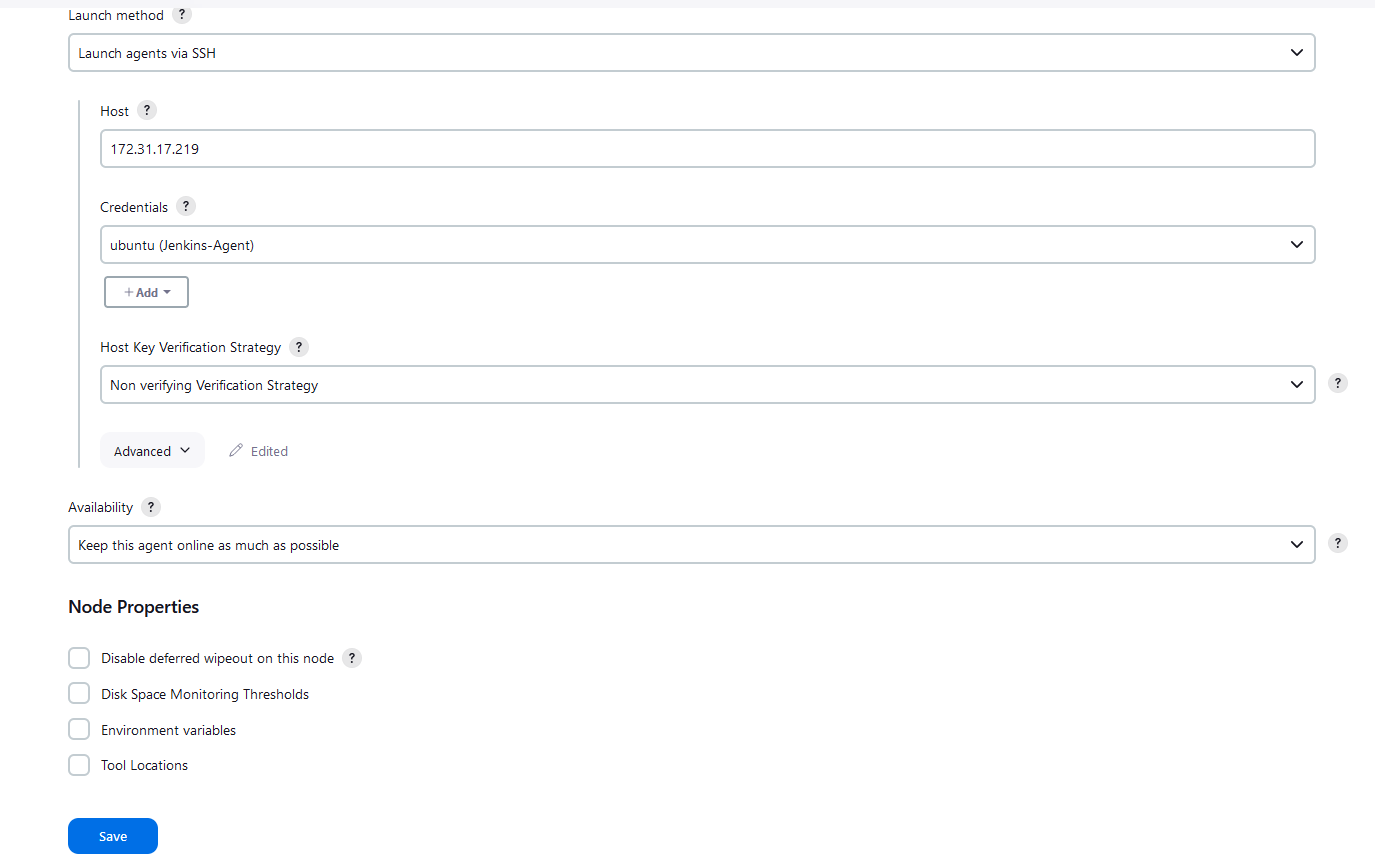 Launch method ?
Launch agents via SSH
Host ?
172.31.17.219
Credentials ?
ubuntu (Jenkins-Agent)
+ Add
Host Key Verification Strategy ?
Non verifying Verification Strategy ?
Advanced Edited
Availability ?
Keep this agent online as much as possible ?
Node Properties
Disable deferred wipeout on this node ?
Disk Space Monitoring Thresholds
Environment variables
Tool Locations
Save